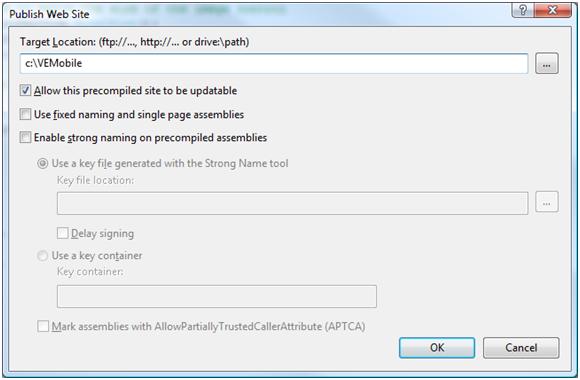 Publish Web Site
Target Location: (ftp://..., http://... or drive:\path)
c:\VEMobile
...
Allow this precompiled site to be updatable
Use fixed naming and single page assemblies
Enable strong naming on precompiled assemblies
Use a key file generated with the Strong Name tool
Key file location:
...
Delay signing
Use a key container
Key container:
Mark assemblies with AllowPartiallyTrustedCallerAttribute (APTCA)
OK
Cancel